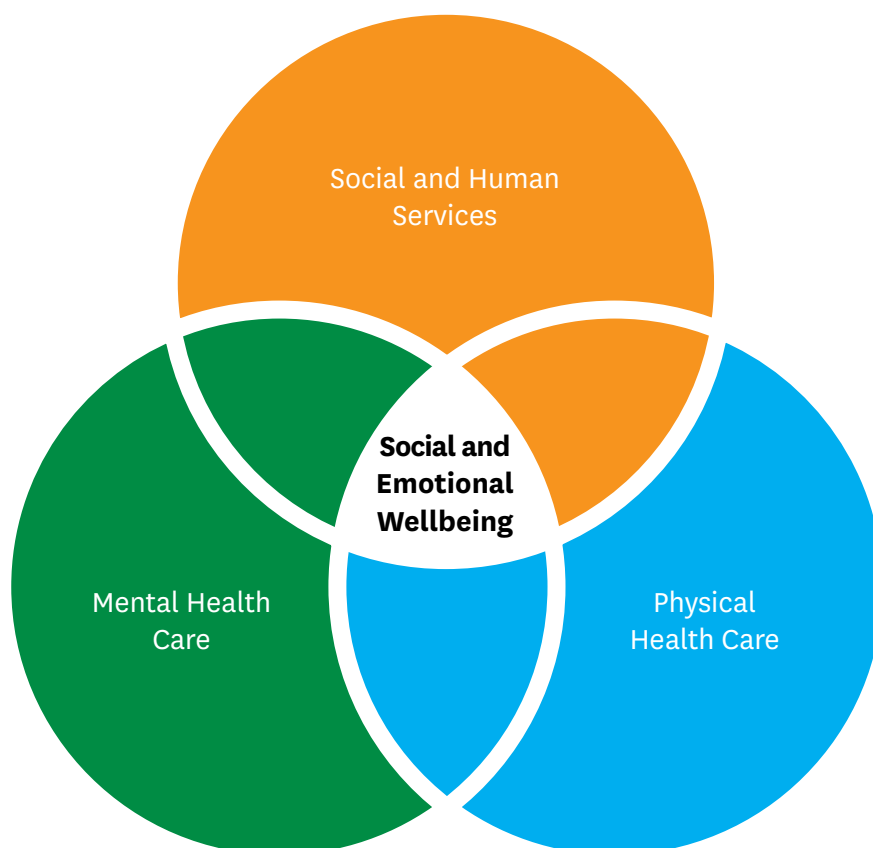 Social and Human
Services
Social and
Emotional
Wellbeing
Mental Health
Care
Physical
Health Care